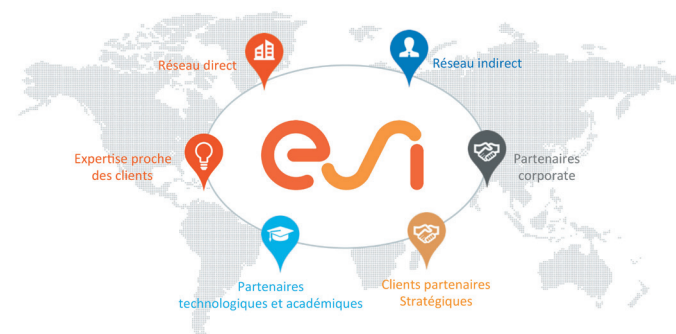 Réseau direct
Réseau indirect
esi
Expertise proche
des clients
Partenaires
corporate
Partenaires
technologiques et académiques
Clients partenaires
Stratégiques